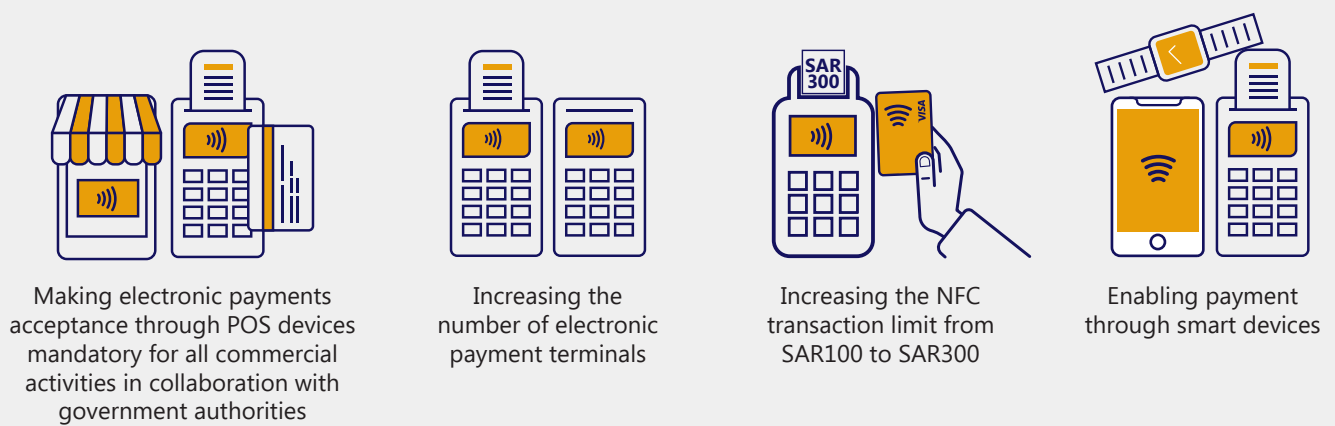 SAR
300
VISA
Making electronic payments
acceptance through POS devices
mandatory for all commercial
activities in collaboration with
government authorities
Increasing the
number of electronic
payment terminals
Increasing the NFC
transaction limit from
SAR100 to SAR300
Enabling payment
through smart devices